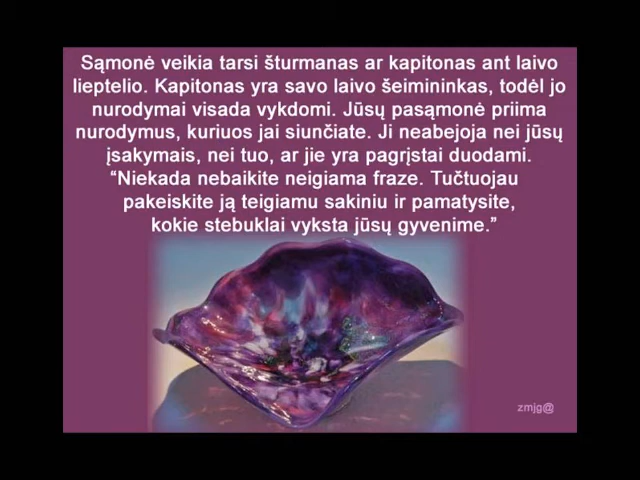 Sąmonė veikia tarsi šturmanas ar kapitonas ant laivo
lieptelio. Kapitonas yra savo laivo šeimininkas, todėl jo
nurodymai visada vykdomi. Jūsų pasąmonė priima
nurodymus, kuriuos jai siunčiate. Ji neabejoja nei jūsų
įsakymais, nei tuo, ar jie yra pagrįstai duodami.
“Niekada nebaikite neigiama fraze. Tučtuojau
pakeiskite ją teigiamu sakiniu ir pamatysite,
kokie stebuklai vyksta jūsų gyvenime.”
zmjg@